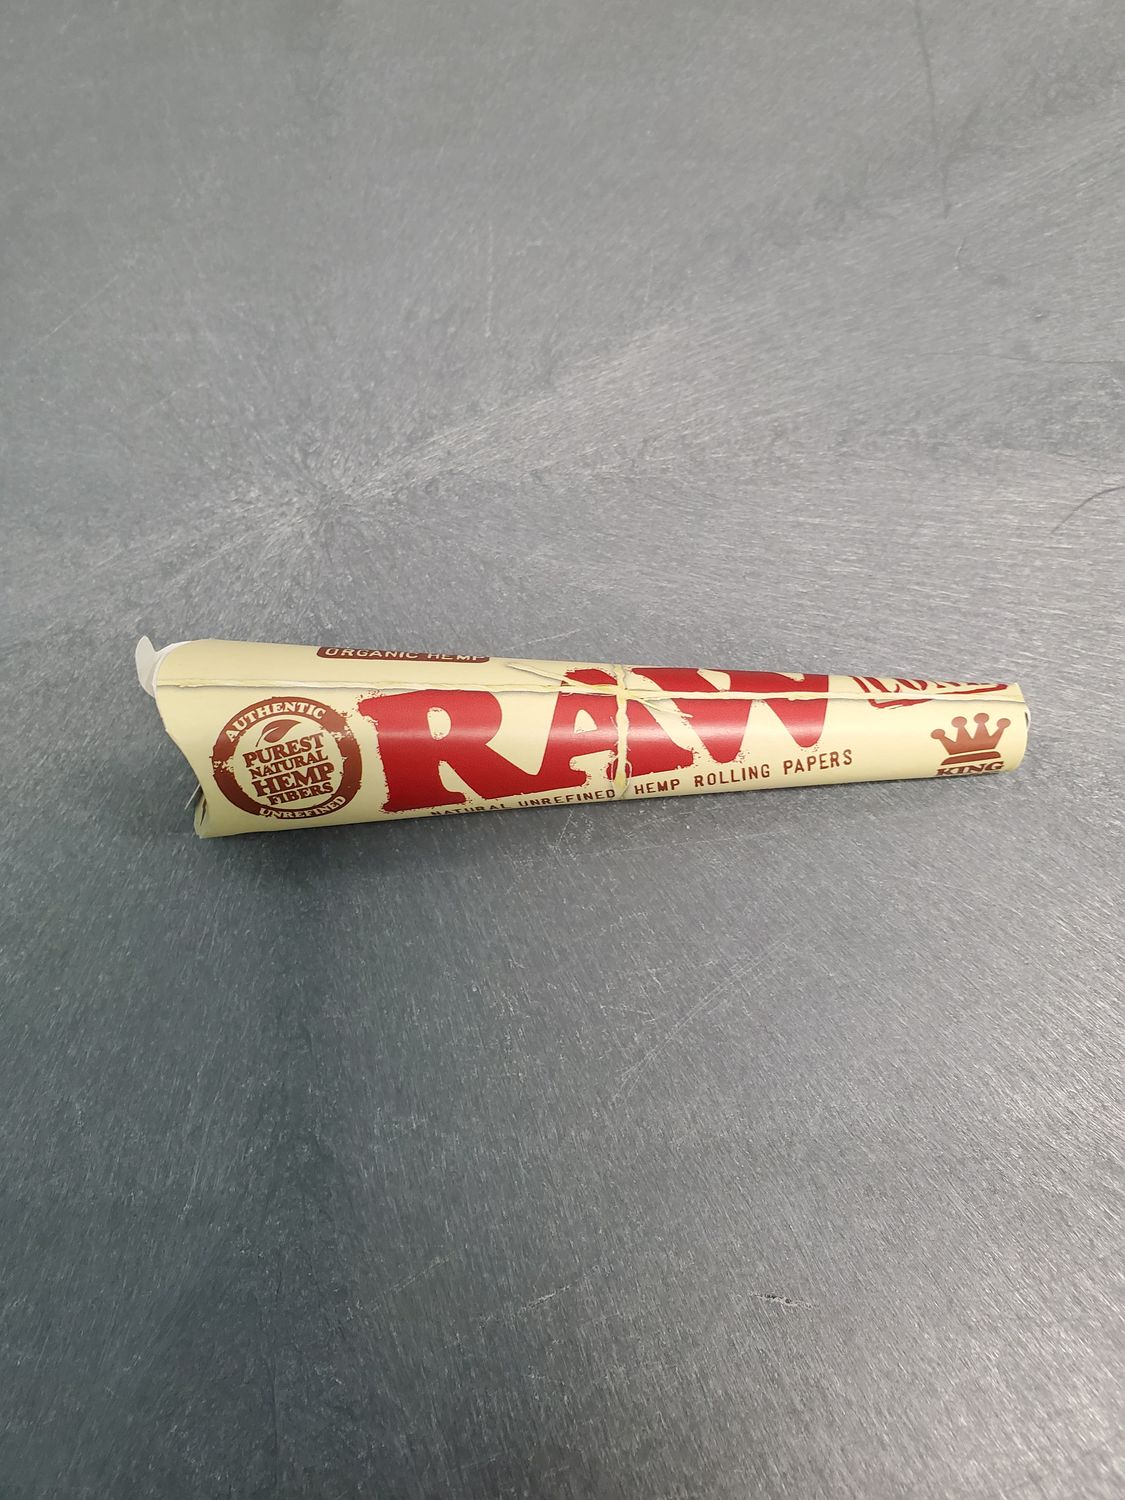 ORGANIC HEMP
AUTHENTIC
PUREST
NATURAL
HEMP
FIBERS
UNREFINED
RAW
NATURAL UNREFINED HEMP ROLLING PAPERS
KING